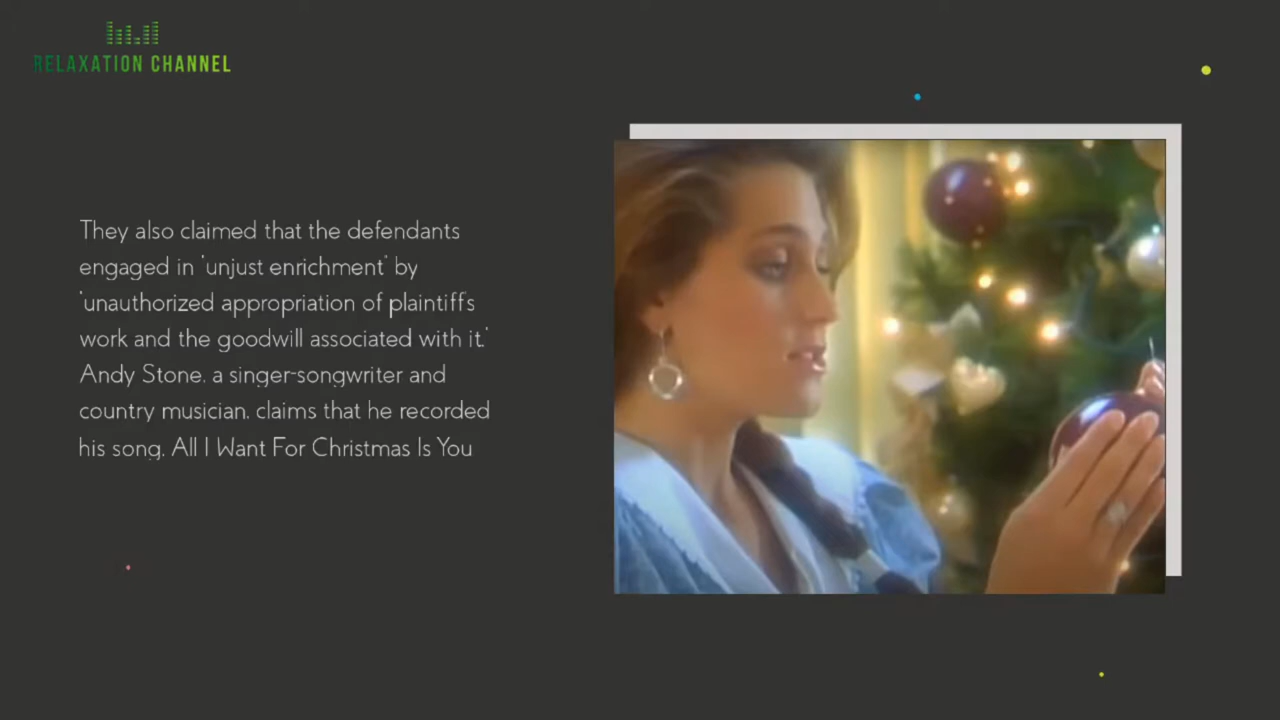 RELAXATION CHANNEL
They also claimed that the defendants
engaged in 'unjust enrichment' by
'unauthorized appropriation of plaintiff's
work and the goodwill associated with it.'
Andy Stone, a singer-songwriter and
country musician, claims that he recorded
his song, All I Want For Christmas Is You